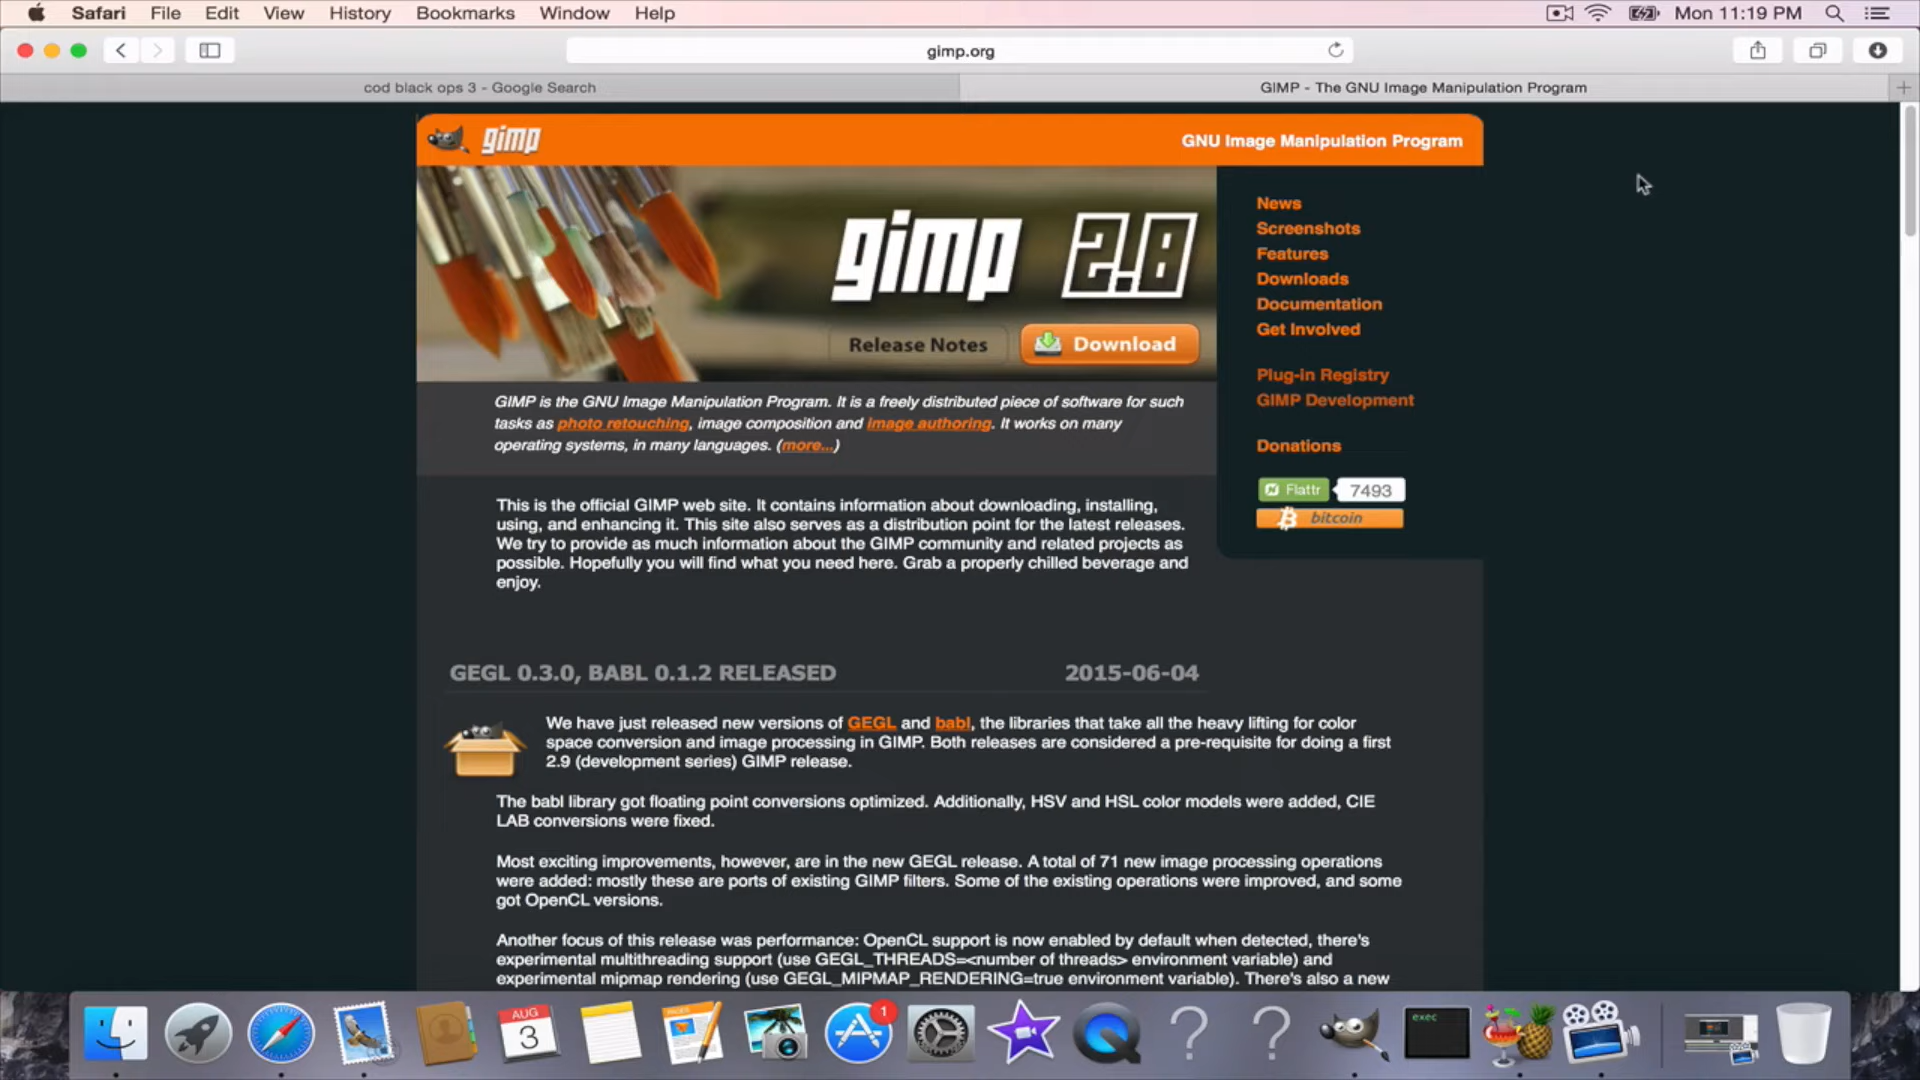 Safari File Edit View History Bookmarks Window Help Mon 11:19 PM
gimp.org
cod black ops 3 - Google Search GIMP - The GNU Image Manipulation Program
gimp GNU Image Manipulation Program
gimp 2.8
Release Notes Download
News
Screenshots
Features
Downloads
Documentation
Get Involved
Plug-in Registry
GIMP Development
Donations
Flattr 7493
bitcoin
GIMP is the GNU Image Manipulation Program. It is a freely distributed piece of software for such
tasks as photo retouching, image composition and image authoring. It works on many
operating systems, in many languages. (more...)
This is the official GIMP web site. It contains information about downloading, installing,
using, and enhancing it. This site also serves as a distribution point for the latest releases.
We try to provide as much information about the GIMP community and related projects as
possible. Hopefully you will find what you need here. Grab a properly chilled beverage and
enjoy.
GEGL 0.3.0, BABL 0.1.2 RELEASED 2015-06-04
We have just released new versions of GEGL and babl, the libraries that take all the heavy lifting for color
space conversion and image processing in GIMP. Both releases are considered a pre-requisite for doing a first
2.9 (development series) GIMP release.
The babl library got floating point conversions optimized. Additionally, HSV and HSL color models were added, CIE
LAB conversions were fixed.
Most exciting improvements, however, are in the new GEGL release. A total of 71 new image processing operations
were added: mostly these are ports of existing GIMP filters. Some of the existing operations were improved, and some
got OpenCL versions.
Another focus of this release was performance: OpenCL support is now enabled by default when detected, there's
experimental multithreading support (use GEGL_THREADS=<number of threads> environment variable) and
experimental mipmap rendering (use GEGL_MIPMAP_RENDERING=true environment variable). There's also a new
AUG
3
PAGES
1
? ?
exec